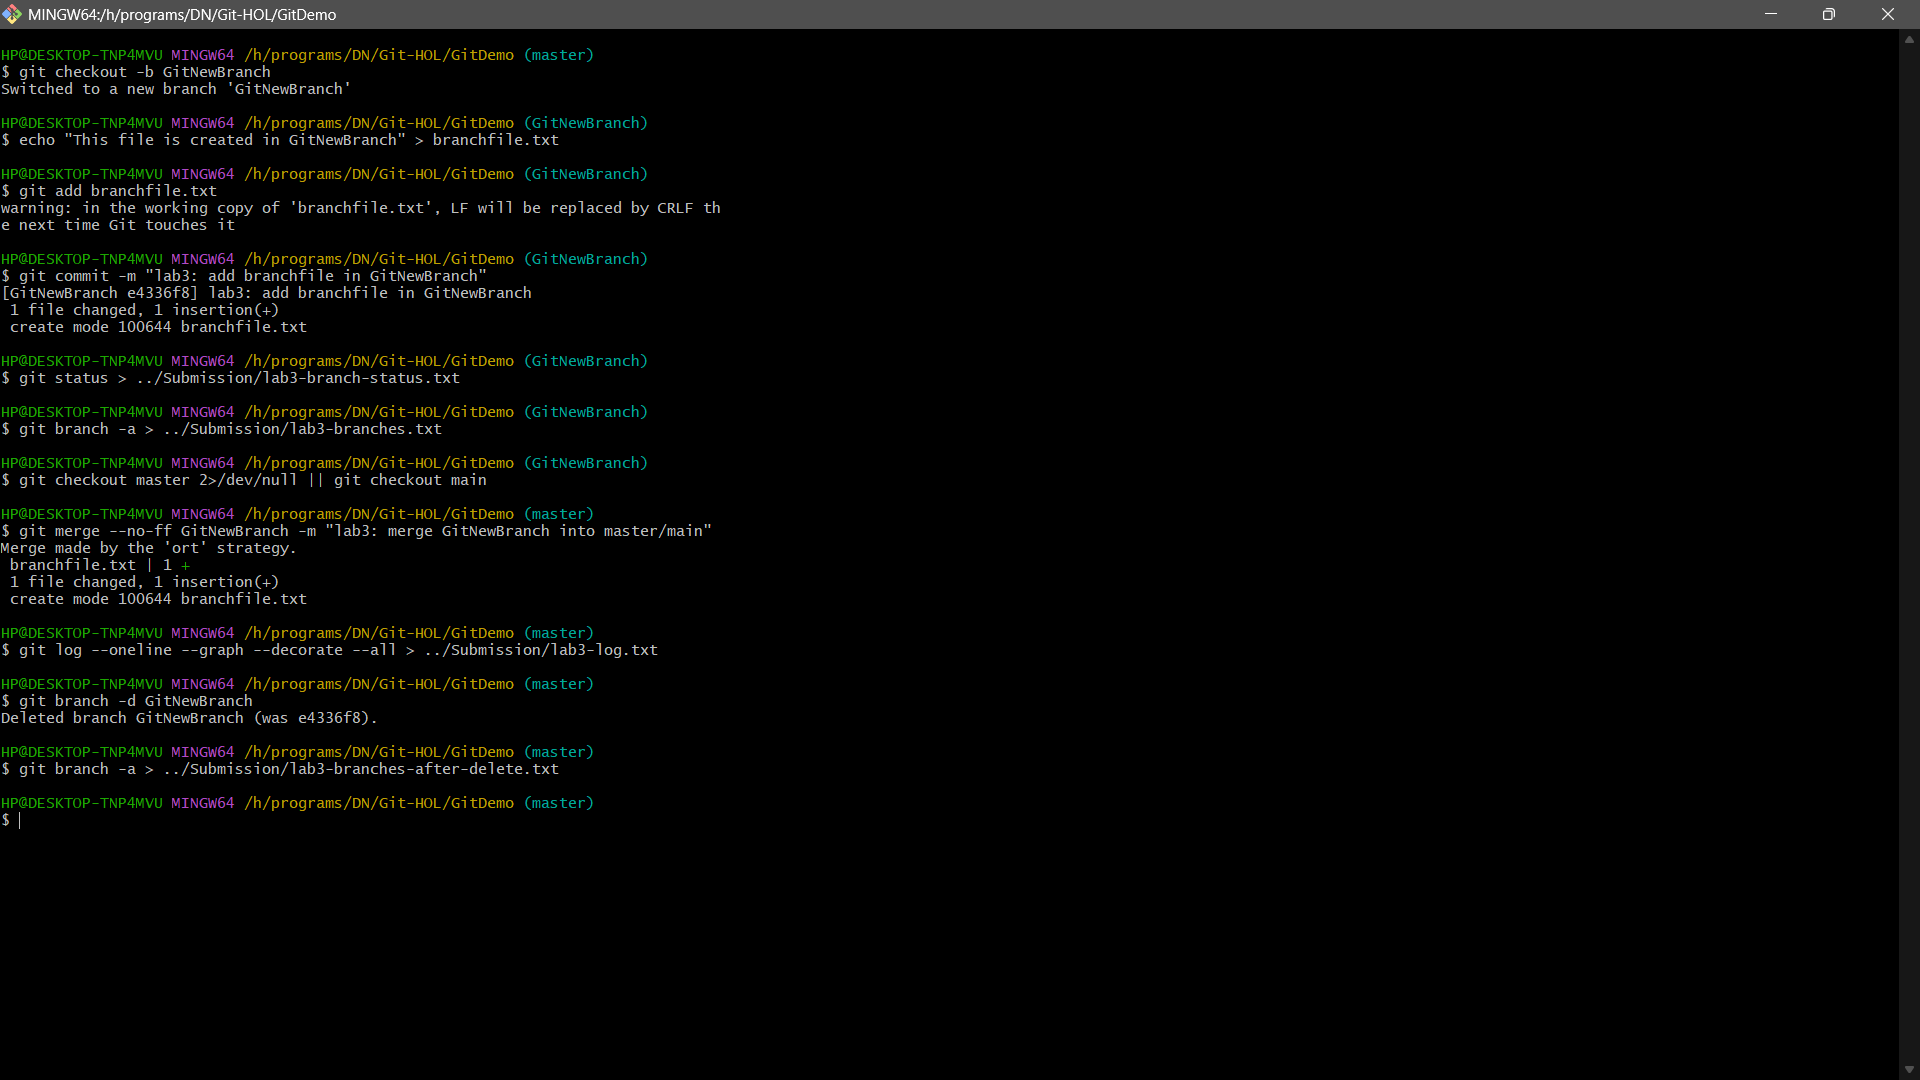 MINGW64:/h/programs/DN/Git-HOL/GitDemo
HP@DESKTOP-TNP4MVU MINGW64 /h/programs/DN/Git-HOL/GitDemo (master)
$ git checkout -b GitNewBranch
Switched to a new branch 'GitNewBranch'
HP@DESKTOP-TNP4MVU MINGW64 /h/programs/DN/Git-HOL/GitDemo (GitNewBranch)
$ echo "This file is created in GitNewBranch" > branchfile.txt
HP@DESKTOP-TNP4MVU MINGW64 /h/programs/DN/Git-HOL/GitDemo (GitNewBranch)
$ git add branchfile.txt
warning: in the working copy of 'branchfile.txt', LF will be replaced by CRLF th
e next time Git touches it
HP@DESKTOP-TNP4MVU MINGW64 /h/programs/DN/Git-HOL/GitDemo (GitNewBranch)
$ git commit -m "lab3: add branchfile in GitNewBranch"
[GitNewBranch e4336f8] lab3: add branchfile in GitNewBranch
 1 file changed, 1 insertion(+)
 create mode 100644 branchfile.txt
HP@DESKTOP-TNP4MVU MINGW64 /h/programs/DN/Git-HOL/GitDemo (GitNewBranch)
$ git status > ../Submission/lab3-branch-status.txt
HP@DESKTOP-TNP4MVU MINGW64 /h/programs/DN/Git-HOL/GitDemo (GitNewBranch)
$ git branch -a > ../Submission/lab3-branches.txt
HP@DESKTOP-TNP4MVU MINGW64 /h/programs/DN/Git-HOL/GitDemo (GitNewBranch)
$ git checkout master 2>/dev/null || git checkout main
HP@DESKTOP-TNP4MVU MINGW64 /h/programs/DN/Git-HOL/GitDemo (master)
$ git merge --no-ff GitNewBranch -m "lab3: merge GitNewBranch into master/main"
Merge made by the 'ort' strategy.
 branchfile.txt | 1 +
 1 file changed, 1 insertion(+)
 create mode 100644 branchfile.txt
HP@DESKTOP-TNP4MVU MINGW64 /h/programs/DN/Git-HOL/GitDemo (master)
$ git log --oneline --graph --decorate --all > ../Submission/lab3-log.txt
HP@DESKTOP-TNP4MVU MINGW64 /h/programs/DN/Git-HOL/GitDemo (master)
$ git branch -d GitNewBranch
Deleted branch GitNewBranch (was e4336f8).
HP@DESKTOP-TNP4MVU MINGW64 /h/programs/DN/Git-HOL/GitDemo (master)
$ git branch -a > ../Submission/lab3-branches-after-delete.txt
HP@DESKTOP-TNP4MVU MINGW64 /h/programs/DN/Git-HOL/GitDemo (master)
$